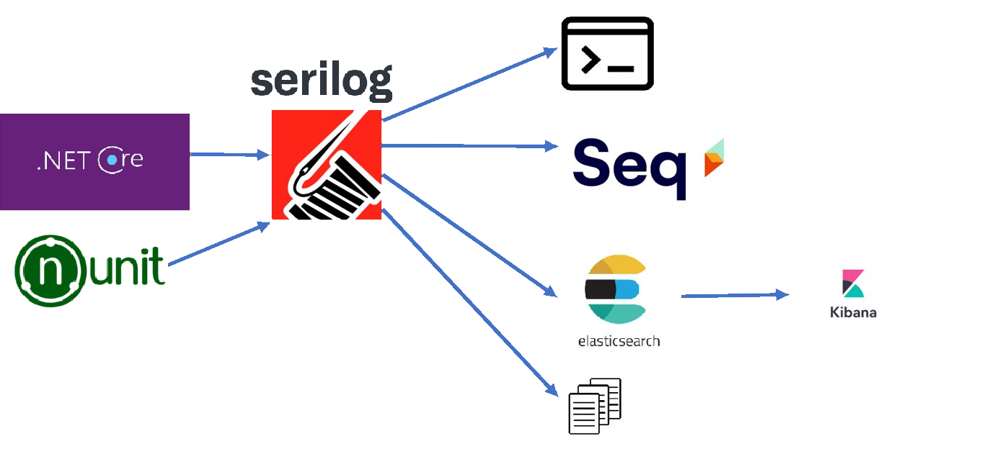 serilog
.NET Core
Seq
nunit
elasticsearch
Kibana